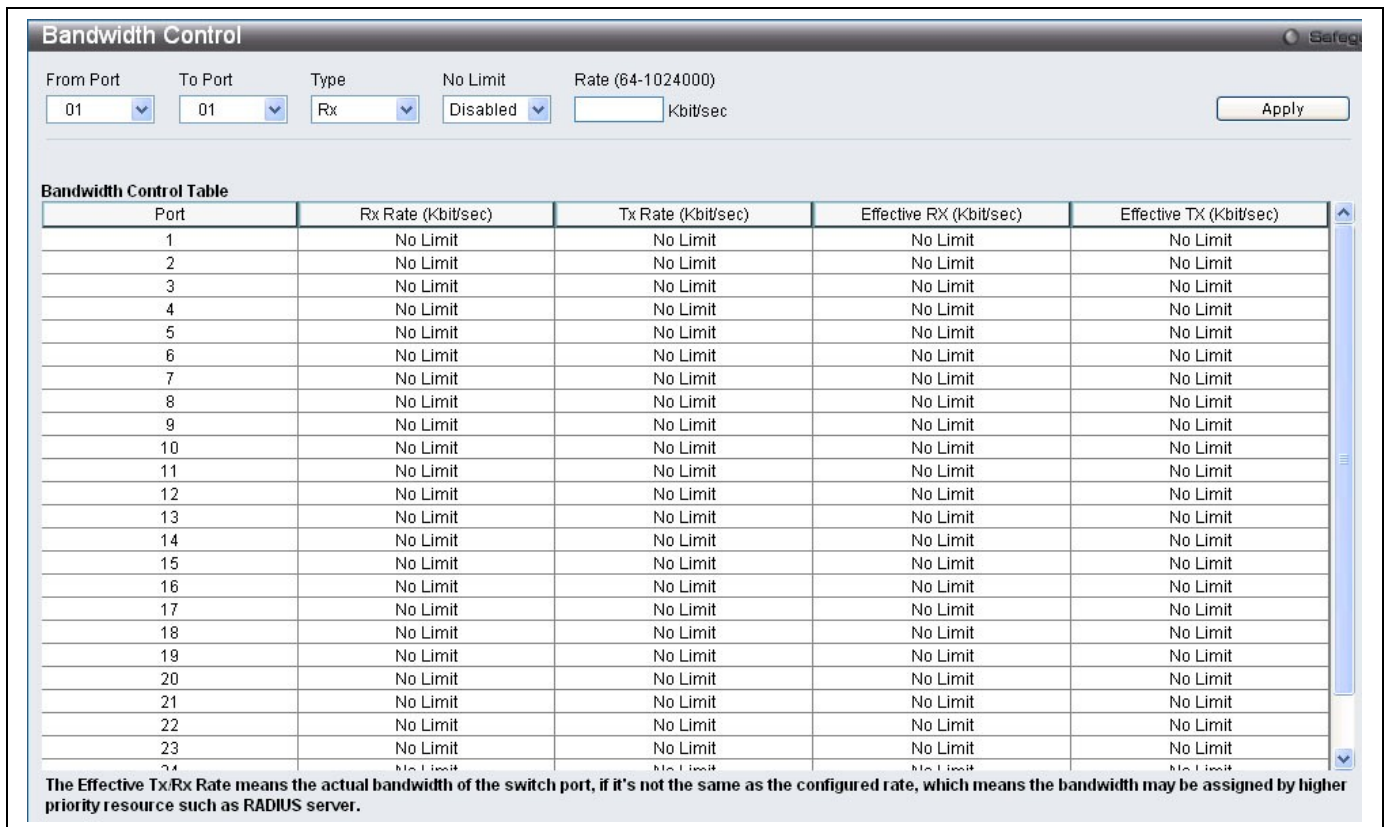 Bandwidth Control
From Port To Port Type No Limit Rate (64-1024000)
01 01 Rx Disabled Kbit/sec Apply
Bandwidth Control Table
Port Rx Rate (Kbit/sec) Tx Rate (Kbit/sec) Effective RX (Kbit/sec) Effective TX (Kbit/sec)
1 No Limit No Limit No Limit No Limit
2 No Limit No Limit No Limit No Limit
3 No Limit No Limit No Limit No Limit
4 No Limit No Limit No Limit No Limit
5 No Limit No Limit No Limit No Limit
6 No Limit No Limit No Limit No Limit
7 No Limit No Limit No Limit No Limit
8 No Limit No Limit No Limit No Limit
9 No Limit No Limit No Limit No Limit
10 No Limit No Limit No Limit No Limit
11 No Limit No Limit No Limit No Limit
12 No Limit No Limit No Limit No Limit
13 No Limit No Limit No Limit No Limit
14 No Limit No Limit No Limit No Limit
15 No Limit No Limit No Limit No Limit
16 No Limit No Limit No Limit No Limit
17 No Limit No Limit No Limit No Limit
18 No Limit No Limit No Limit No Limit
19 No Limit No Limit No Limit No Limit
20 No Limit No Limit No Limit No Limit
21 No Limit No Limit No Limit No Limit
22 No Limit No Limit No Limit No Limit
23 No Limit No Limit No Limit No Limit
24 No Limit No Limit No Limit No Limit
The Effective Tx/Rx Rate means the actual bandwidth of the switch port, if it's not the same as the configured rate, which means the bandwidth may be assigned by higher
priority resource such as RADIUS server.